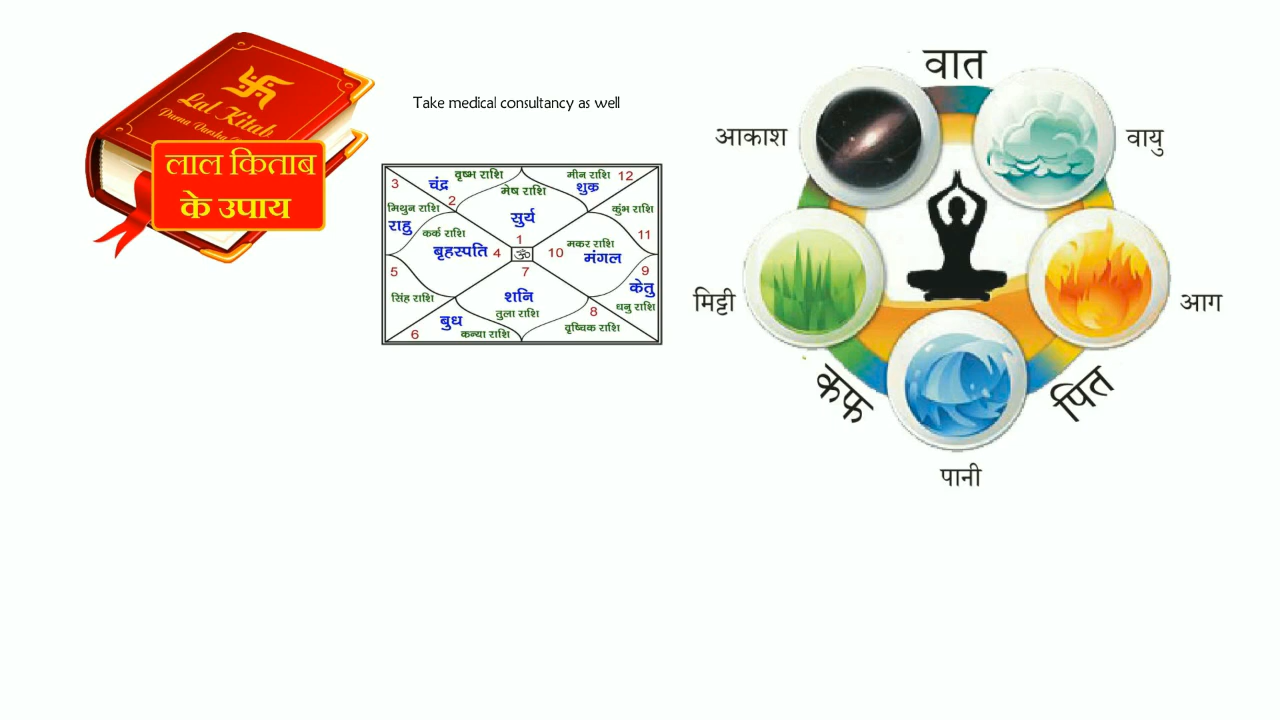 Lal Kitab
लाल किताब
के उपाय
Take medical consultancy as well
3
चंद्र
वृष्भ राशि
मीन राशि
12
शुक्र
मेष राशि
2
मिथुन राशि
राहु
सुर्य
कुंभ राशि
कर्क राशि
1
11
बृहस्पति
4
ॐ
10
मकर राशि
मंगल
5
7
9
सिंह राशि
शनि
केतु
तुला राशि
8
धनु राशि
बुध
वृष्चिक राशि
6
कन्या राशि
वात
आकाश
वायु
मिट्टी
आग
कफ
पित
पानी